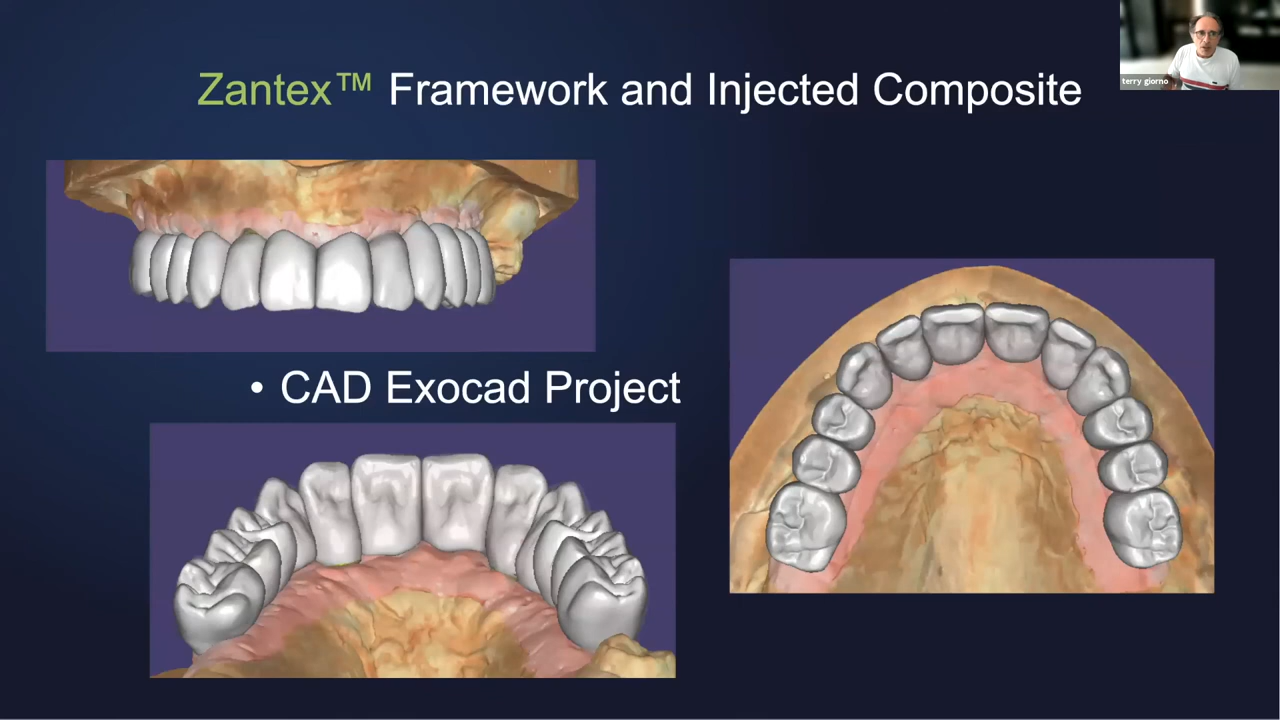 Zantex™ Framework and Injected Composite
terry giorno
• CAD Exocad Project